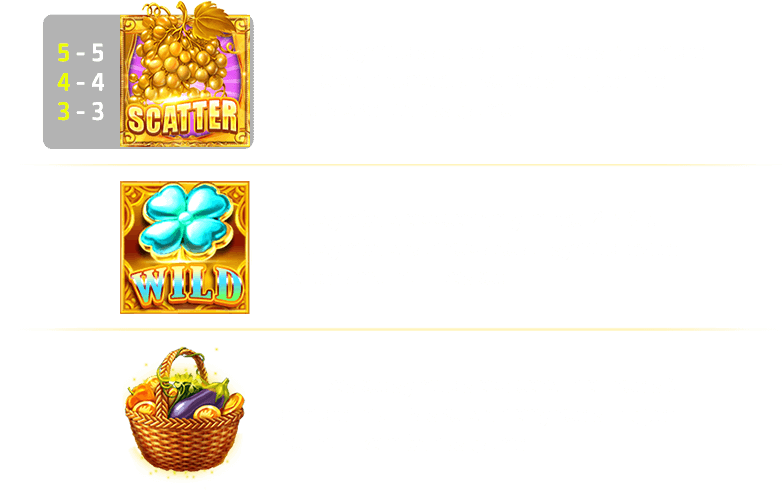 5 - 5
4 - 4
3 - 3
SCATTER
WILD